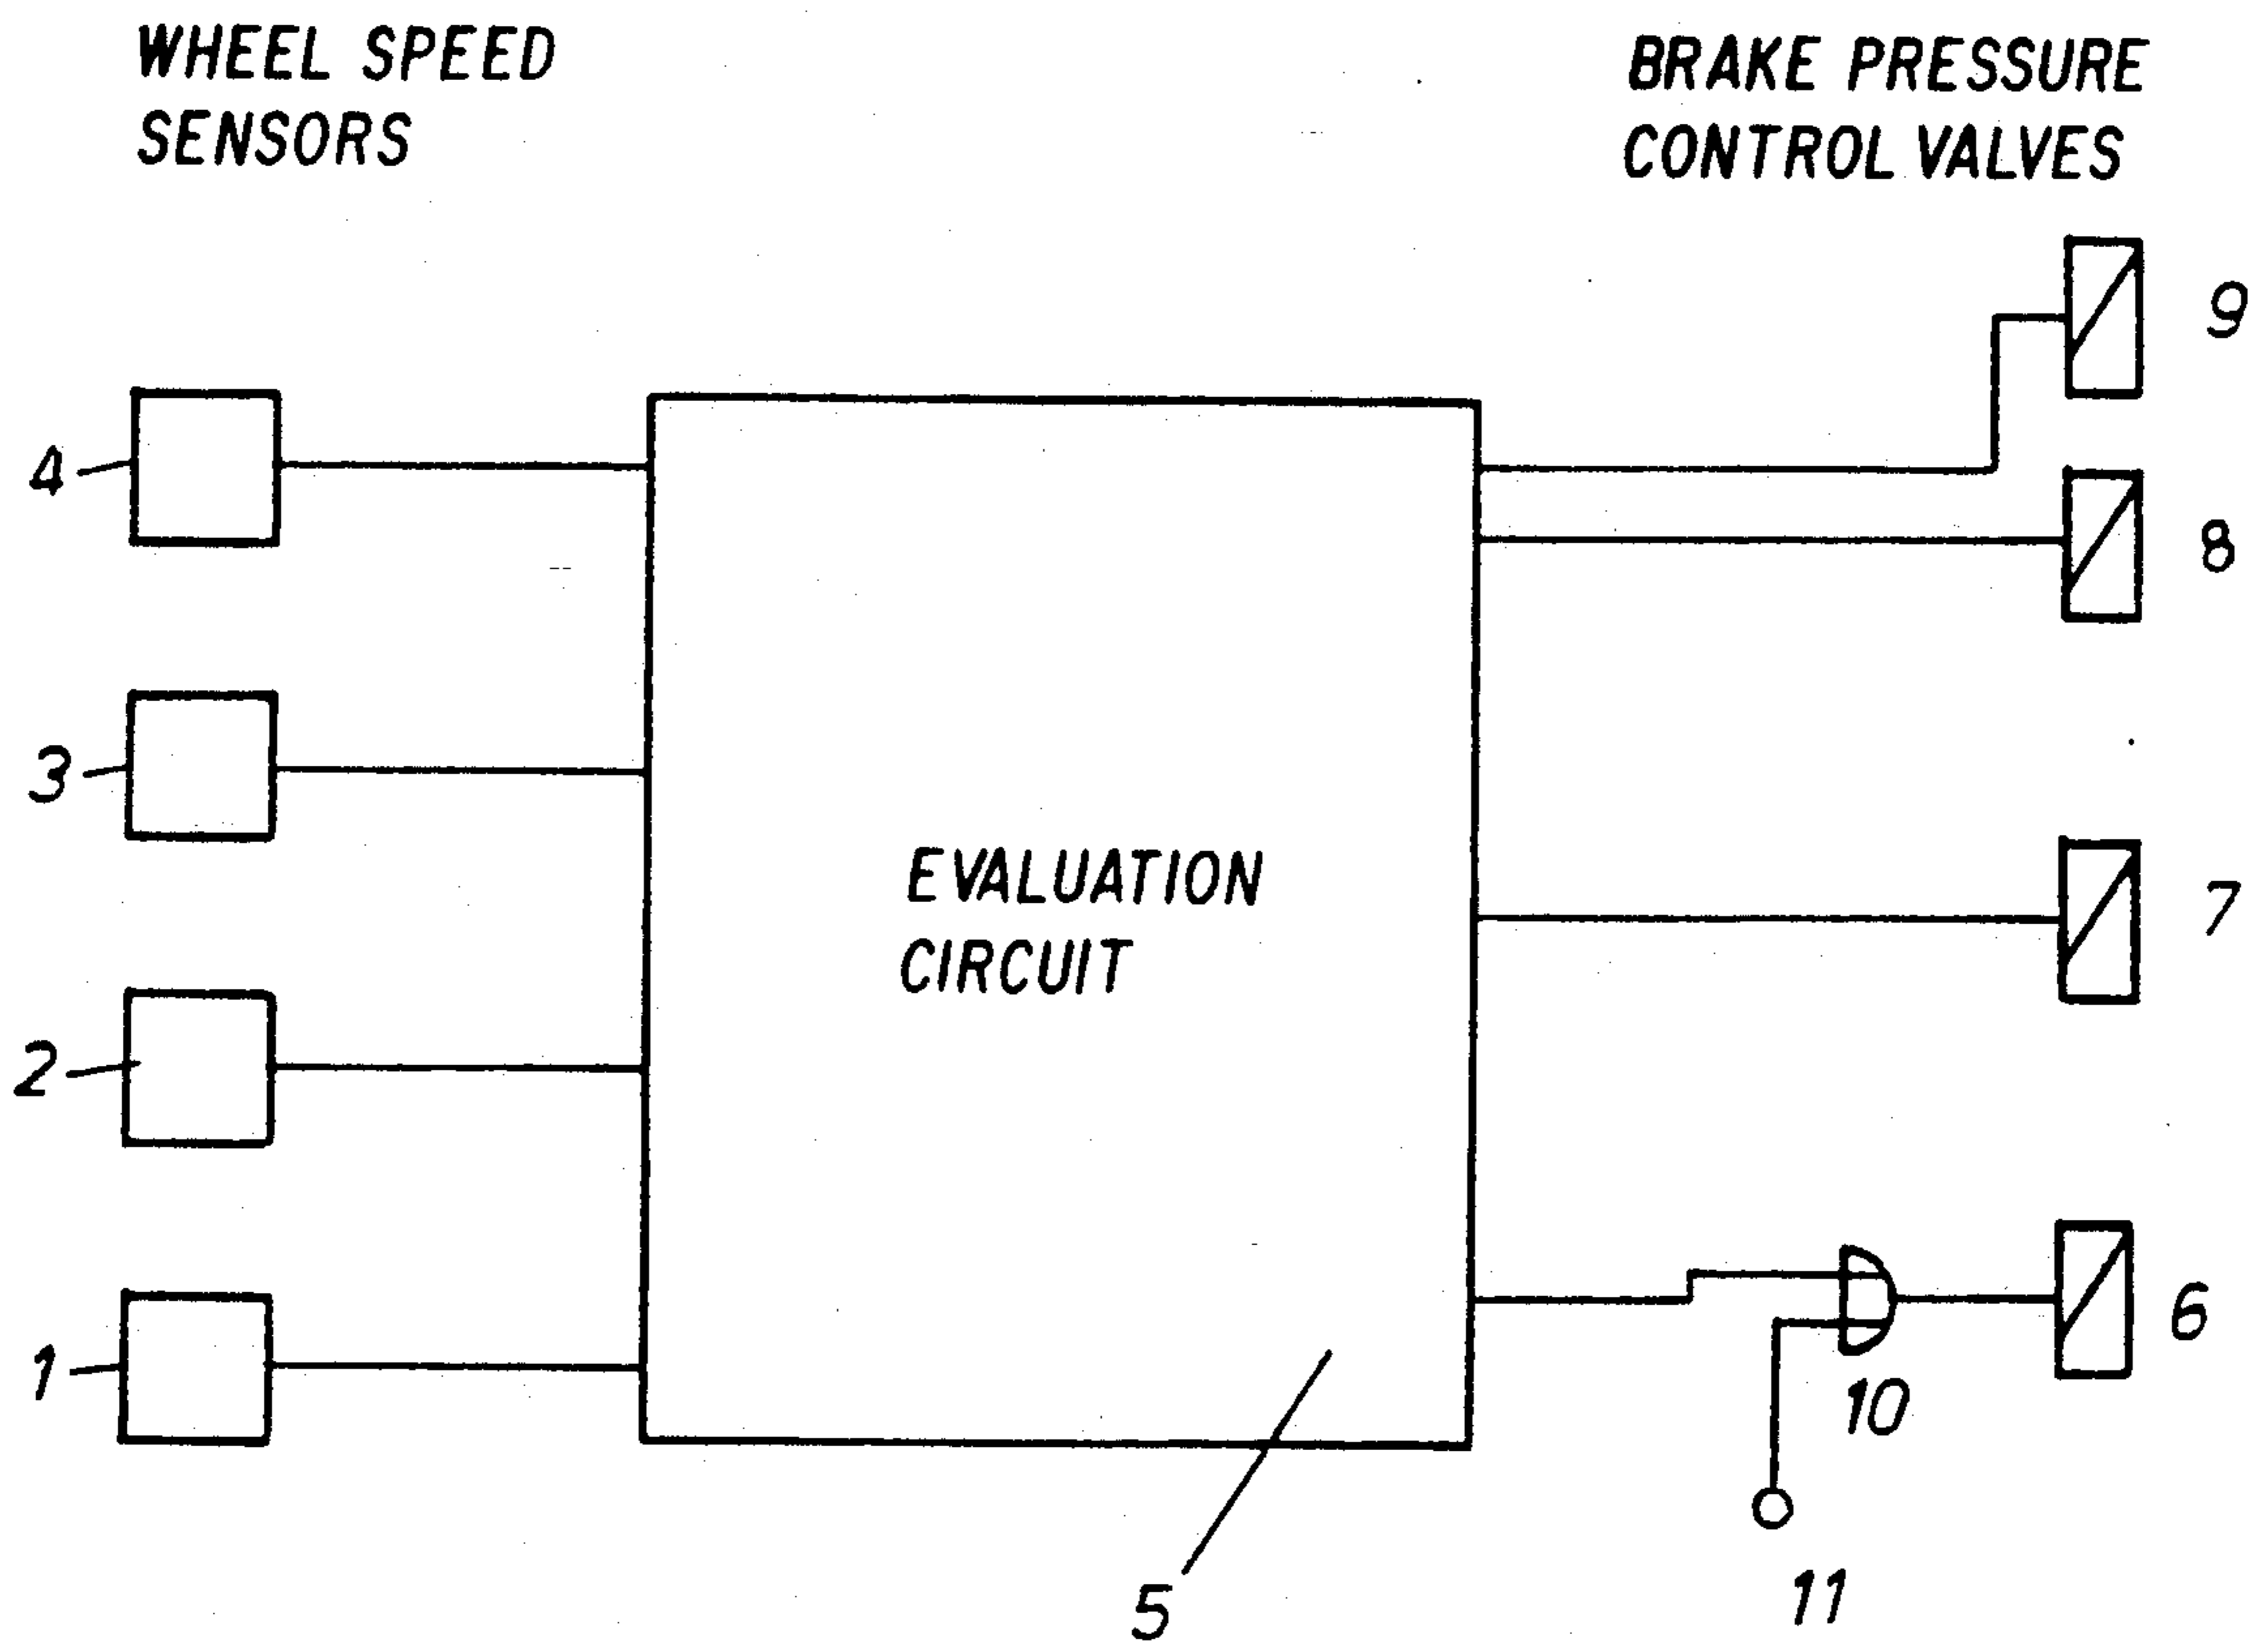 WHEEL SPEED
SENSORS
BRAKE PRESSURE
CONTROL VALVES
9
4
8
3
EVALUATION
CIRCUIT
7
2
6
1
10
5
11